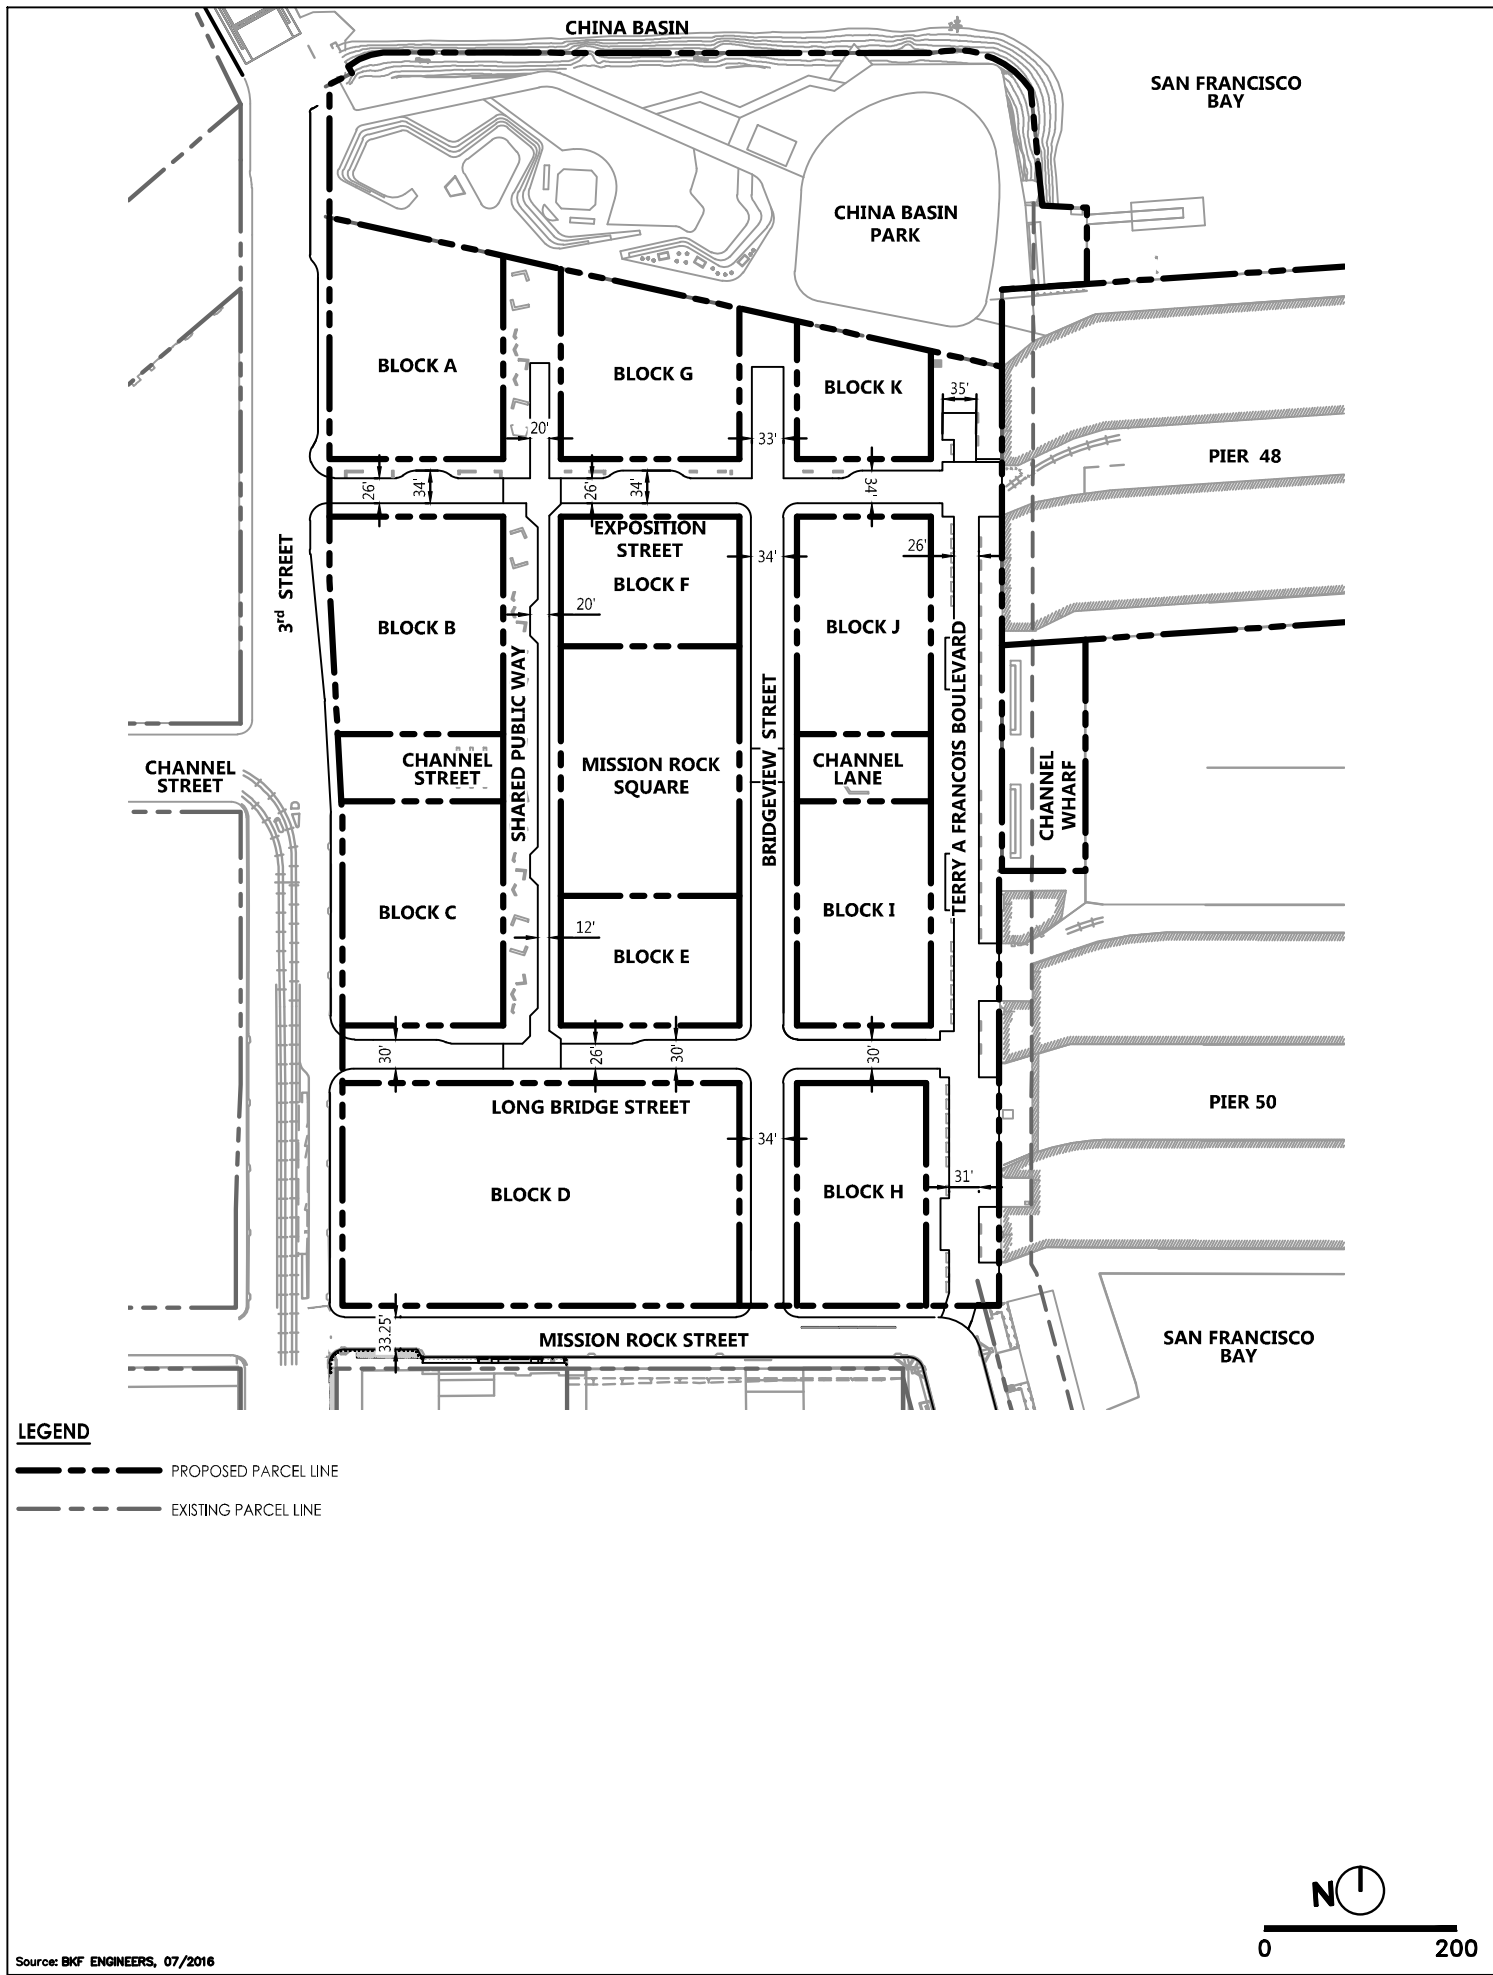 CHINA BASIN
SAN FRANCISCO
BAY
CHINA BASIN
PARK
BLOCK A
BLOCK G
BLOCK K
35'
20'
33'
PIER 48
26'
34'
26'
34'
34'
EXPOSITION
STREET
3rd STREET
34'
26'
BLOCK F
20'
BLOCK B
BLOCK J
SHARED PUBLIC WAY
BRIDGEVIEW STREET
TERRY A FRANCOIS BOULEVARD
CHANNEL
STREET
CHANNEL
STREET
MISSION ROCK
SQUARE
CHANNEL
LANE
CHANNEL
WHARF
BLOCK C
BLOCK I
12'
BLOCK E
30'
26'
30'
30'
LONG BRIDGE STREET
PIER 50
34'
31'
BLOCK D
BLOCK H
33.25'
MISSION ROCK STREET
SAN FRANCISCO
BAY
LEGEND
PROPOSED PARCEL LINE
EXISTING PARCEL LINE
N
0 200
Source: BKF ENGINEERS, 07/2016